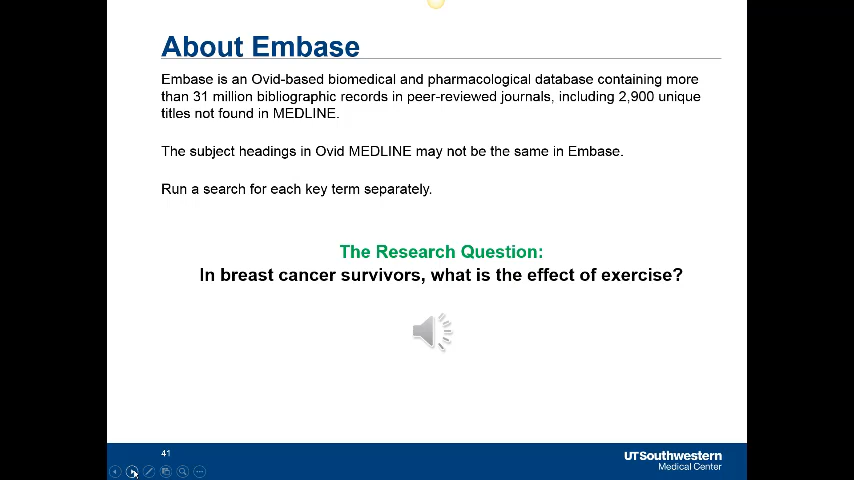 About Embase
Embase is an Ovid-based biomedical and pharmacological database containing more
than 31 million bibliographic records in peer-reviewed journals, including 2,900 unique
titles not found in MEDLINE.
The subject headings in Ovid MEDLINE may not be the same in Embase.
Run a search for each key term separately.
The Research Question:
In breast cancer survivors, what is the effect of exercise?
41
UTSouthwestern
Medical Center